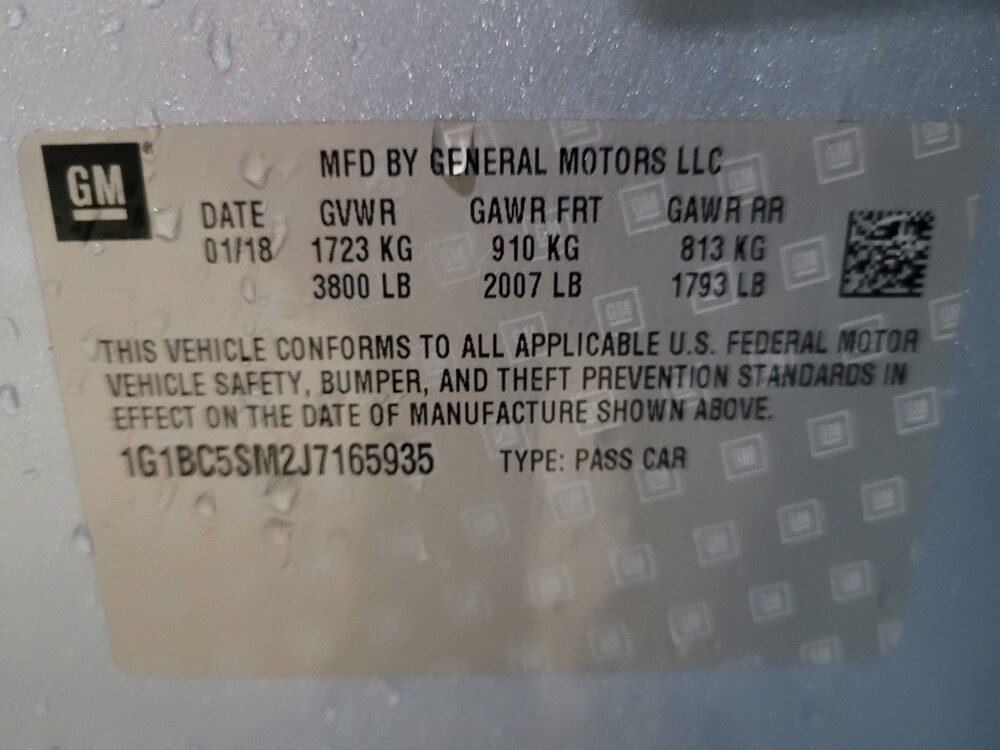 GM®
MFD BY GENERAL MOTORS LLC
DATE GVWR GAWR FRT GAWR RR
01/18 1723 KG 910 KG 813 KG
3800 LB 2007 LB 1793 LB
THIS VEHICLE CONFORMS TO ALL APPLICABLE U.S. FEDERAL MOTOR
VEHICLE SAFETY, BUMPER, AND THEFT PREVENTION STANDARDS IN
EFFECT ON THE DATE OF MANUFACTURE SHOWN ABOVE.
1G1BC5SM2J7165935 TYPE: PASS CAR